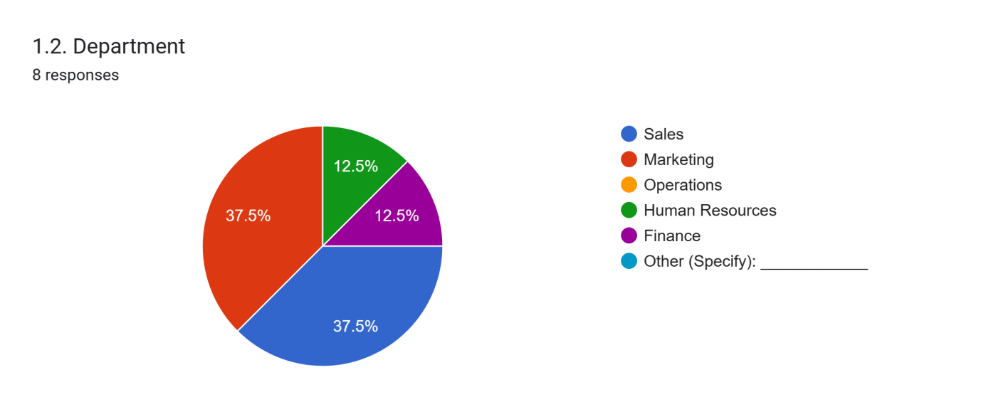 1.2. Department
8 responses
12.5%
12.5%
37.5%
37.5%
Sales
Marketing
Operations
Human Resources
Finance
Other (Specify): _____________